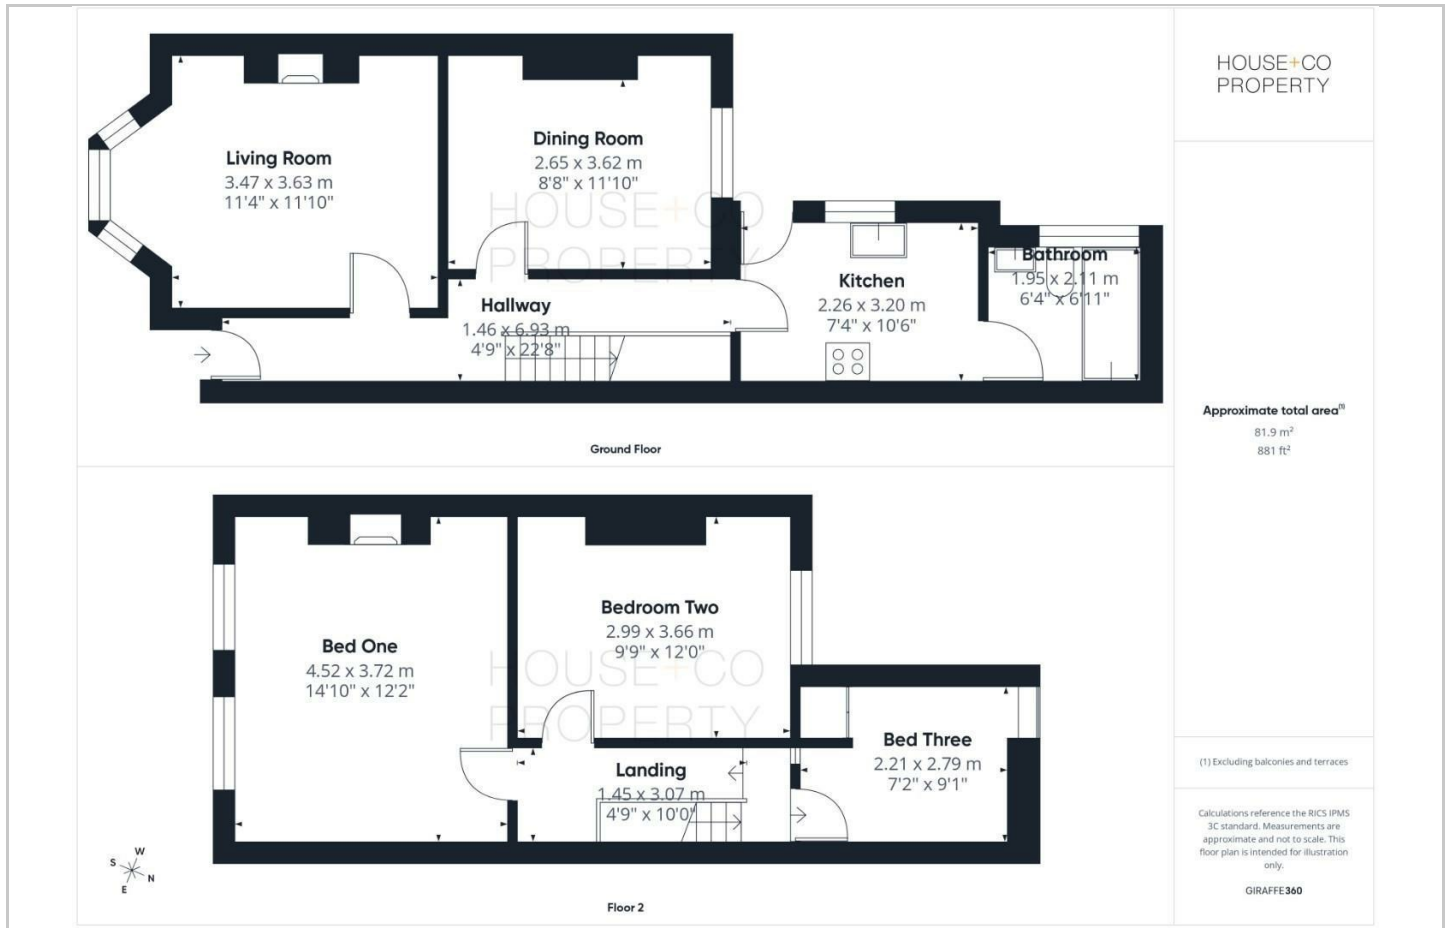 HOUSE+CO
PROPERTY
Living Room
3.47 x 3.63 m
11'4" x 11'10"
Dining Room
2.65 x 3.62 m
8'8" x 11'10"
HOUSE+CO
PROPERTY
Kitchen
2.26 x 3.20 m
7'4" x 10'6"
Bathroom
1.95 x 2.11 m
6'4" x 6'11"
Hallway
1.46 x 6.93 m
4'9" x 22'8"
Ground Floor
Approximate total area(1)
81.9 m²
881 ft²
Bed One
4.52 x 3.72 m
14'10" x 12'2"
Bedroom Two
2.99 x 3.66 m
9'9" x 12'0"
HOUSE+CO
PROPERTY
Landing
1.45 x 3.07 m
4'9" x 10'0"
Bed Three
2.21 x 2.79 m
7'2" x 9'1"
W
S
N
E
Floor 2
(1) Excluding balconies and terraces
Calculations reference the RICS IPMS
3C standard. Measurements are
approximate and not to scale. This
floor plan is intended for illustration
only.
GIRAFFE360